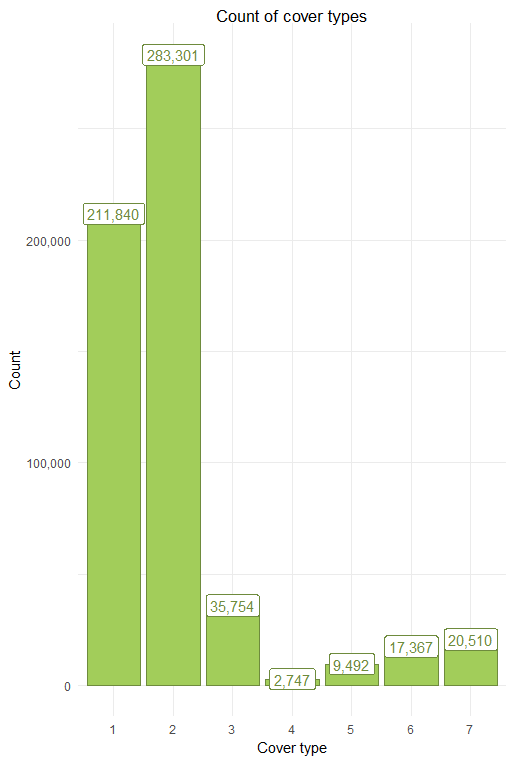 Count of cover types
283,301
211,840
200,000
Count
100,000
35,754
20,510
17,367
9,492
2,747
0
1 2 3 4 5 6 7
Cover type